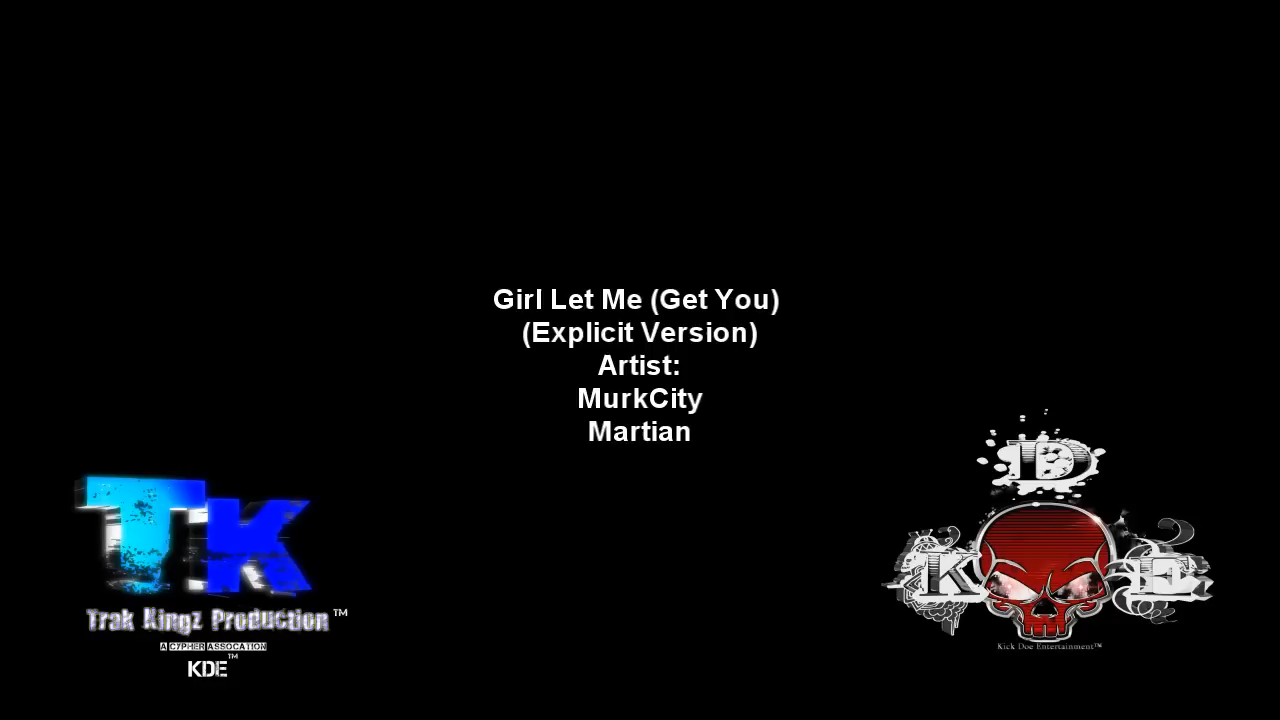 Girl Let Me (Get You)
(Explicit Version)
Artist:
MurkCity
Martian
TK
Trak Kingz Production™
A CYPHER ASSOCATION
KDE™
D
K E
Kick Doe Entertainment™